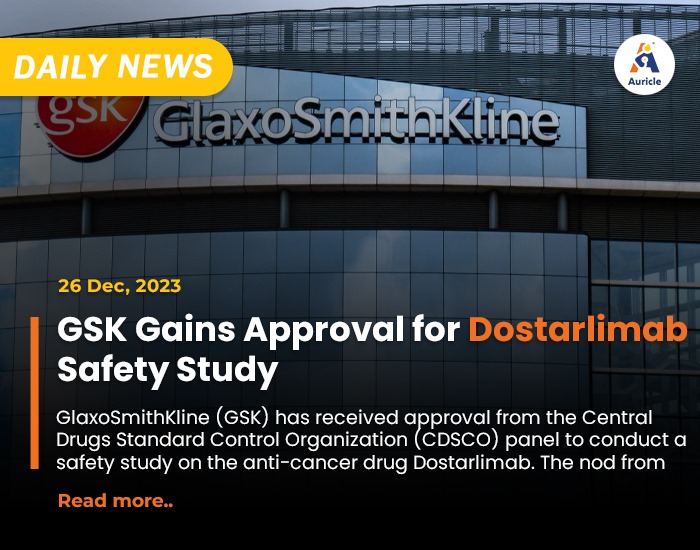 DAILY NEWS
Auricle
gsk
GlaxoSmithKline
26 Dec, 2023
GSK Gains Approval for Dostarlimab
Safety Study
GlaxoSmithKline (GSK) has received approval from the Central
Drugs Standard Control Organization (CDSCO) panel to conduct a
safety study on the anti-cancer drug Dostarlimab. The nod from
Read more..